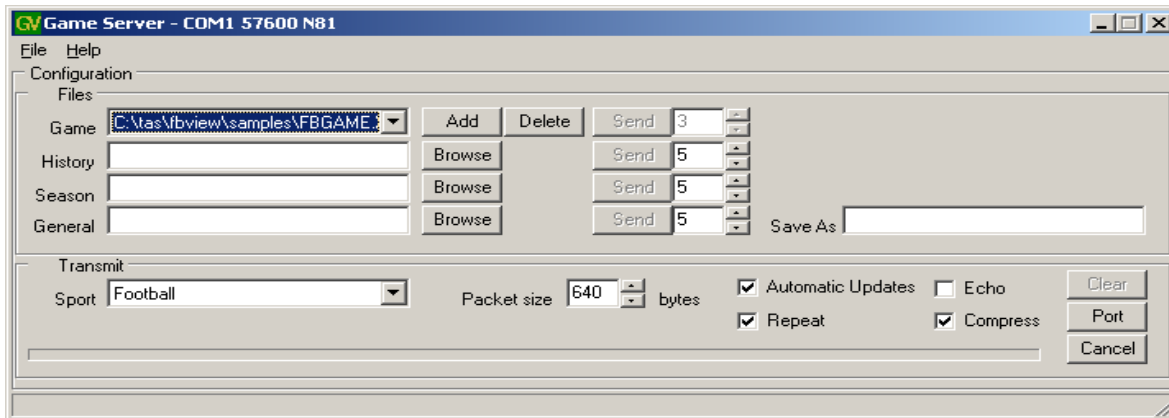 GV Game Server - COM1 57600 N81
File Help
Configuration
Files
Game C:\tas\fbview\samples\FBGAME. Add Delete Send 3
History Browse Send 5
Season Browse Send 5
General Browse Send 5 Save As
Transmit
Sport Football Packet size 640 bytes Automatic Updates Echo Clear
Repeat Compress Port
Cancel